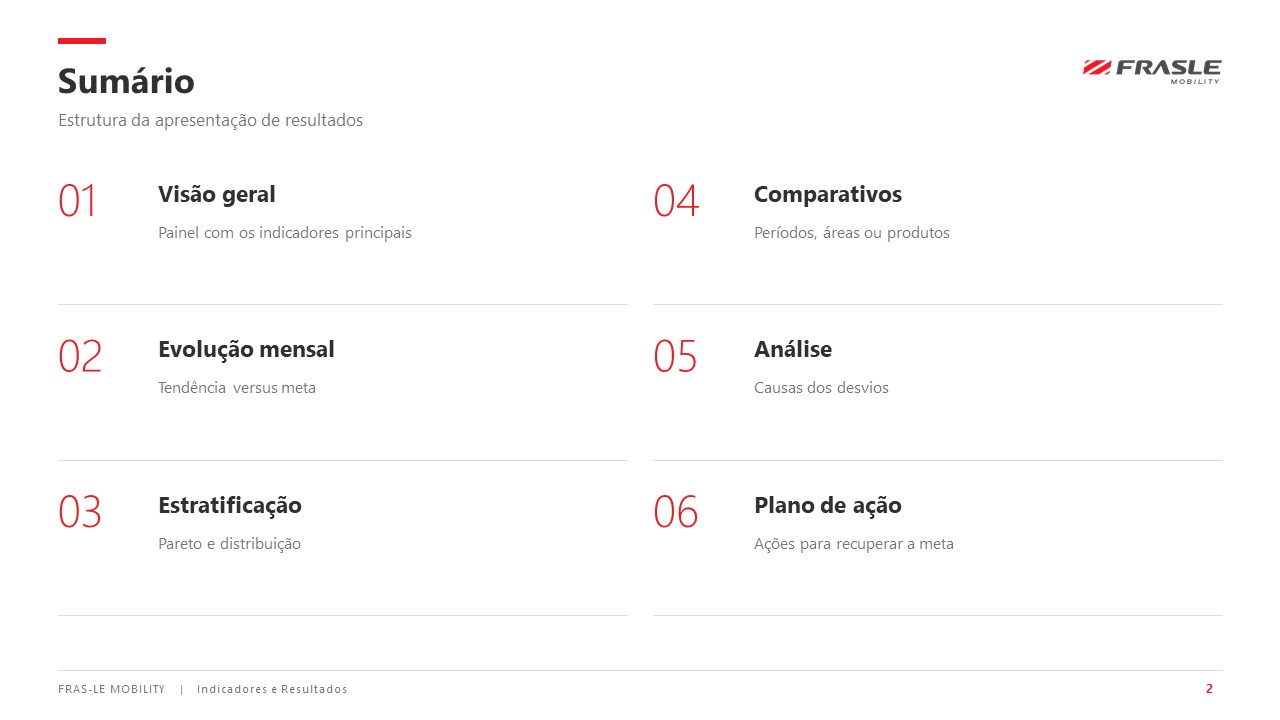 Sumário
FRASLE
MOBILITY
Estrutura da apresentação de resultados
01
Visão geral
Painel com os indicadores principais
02
Evolução mensal
Tendência versus meta
03
Estratificação
Pareto e distribuição
04
Comparativos
Períodos, áreas ou produtos
05
Análise
Causas dos desvios
06
Plano de ação
Ações para recuperar a meta
FRAS-LE MOBILITY | Indicadores e Resultados
2